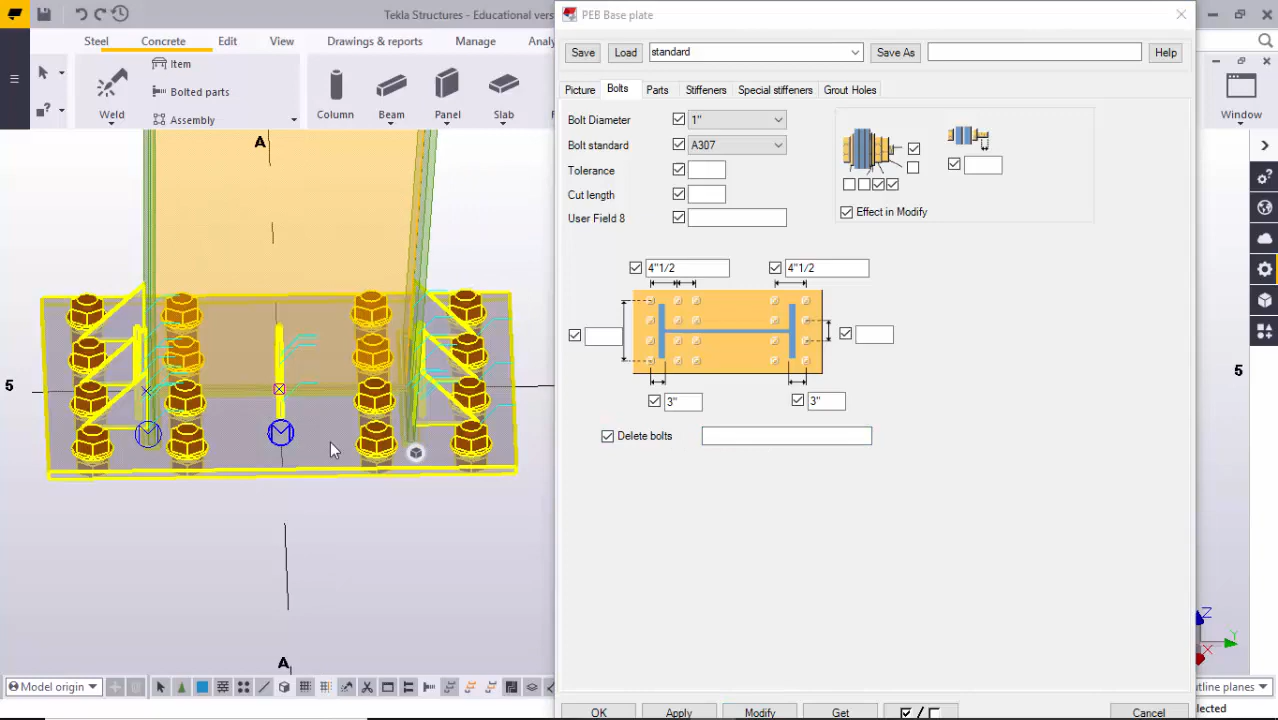 Tekla Structures - Educational vers
PEB Base plate
Steel
Concrete
Edit
View
Drawings & reports
Manage
Analy
Weld
Item
Bolted parts
Assembly
Column
Beam
Panel
Slab
Window
Save
Load
standard
Save As
Help
Picture
Bolts
Parts
Stiffeners
Special stiffeners
Grout Holes
Bolt Diameter
1"
Bolt standard
A307
Tolerance
Cut length
User Field 8
Effect in Modify
4"1/2
4"1/2
3"
3"
Delete bolts
A
5
5
A
Z
Y
X
Model origin
utline planes
elected
OK
Apply
Modify
Get
/
Cancel